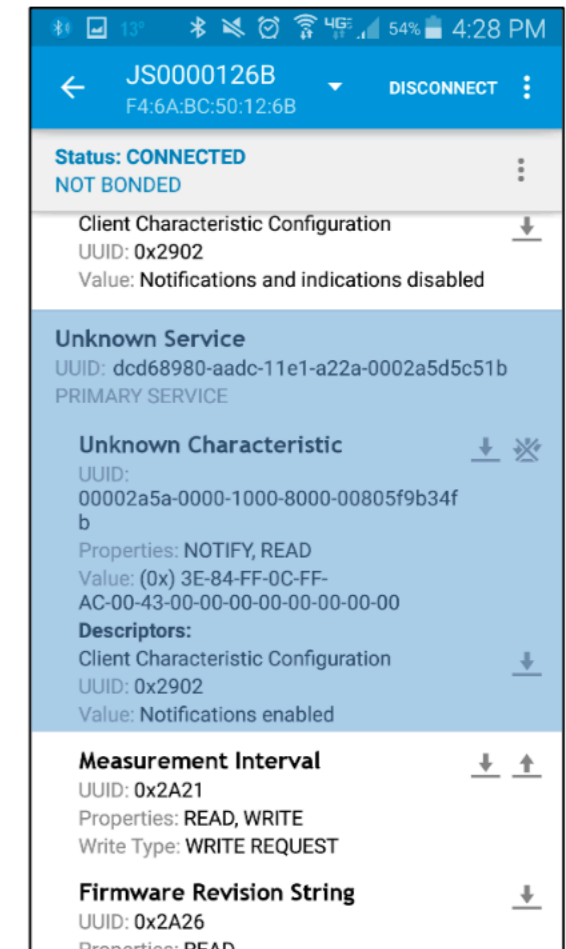 13° 4G 54% 4:28 PM
JS0000126B
F4:6A:BC:50:12:6B
DISCONNECT
Status: CONNECTED
NOT BONDED
Client Characteristic Configuration
UUID: 0x2902
Value: Notifications and indications disabled
Unknown Service
UUID: dcd68980-aadc-11e1-a22a-0002a5d5c51b
PRIMARY SERVICE
Unknown Characteristic
UUID:
00002a5a-0000-1000-8000-00805f9b34f
b
Properties: NOTIFY, READ
Value: (0x) 3E-84-FF-0C-FF-
AC-00-43-00-00-00-00-00-00-00-00
Descriptors:
Client Characteristic Configuration
UUID: 0x2902
Value: Notifications enabled
Measurement Interval
UUID: 0x2A21
Properties: READ, WRITE
Write Type: WRITE REQUEST
Firmware Revision String
UUID: 0x2A26
Properties: READ